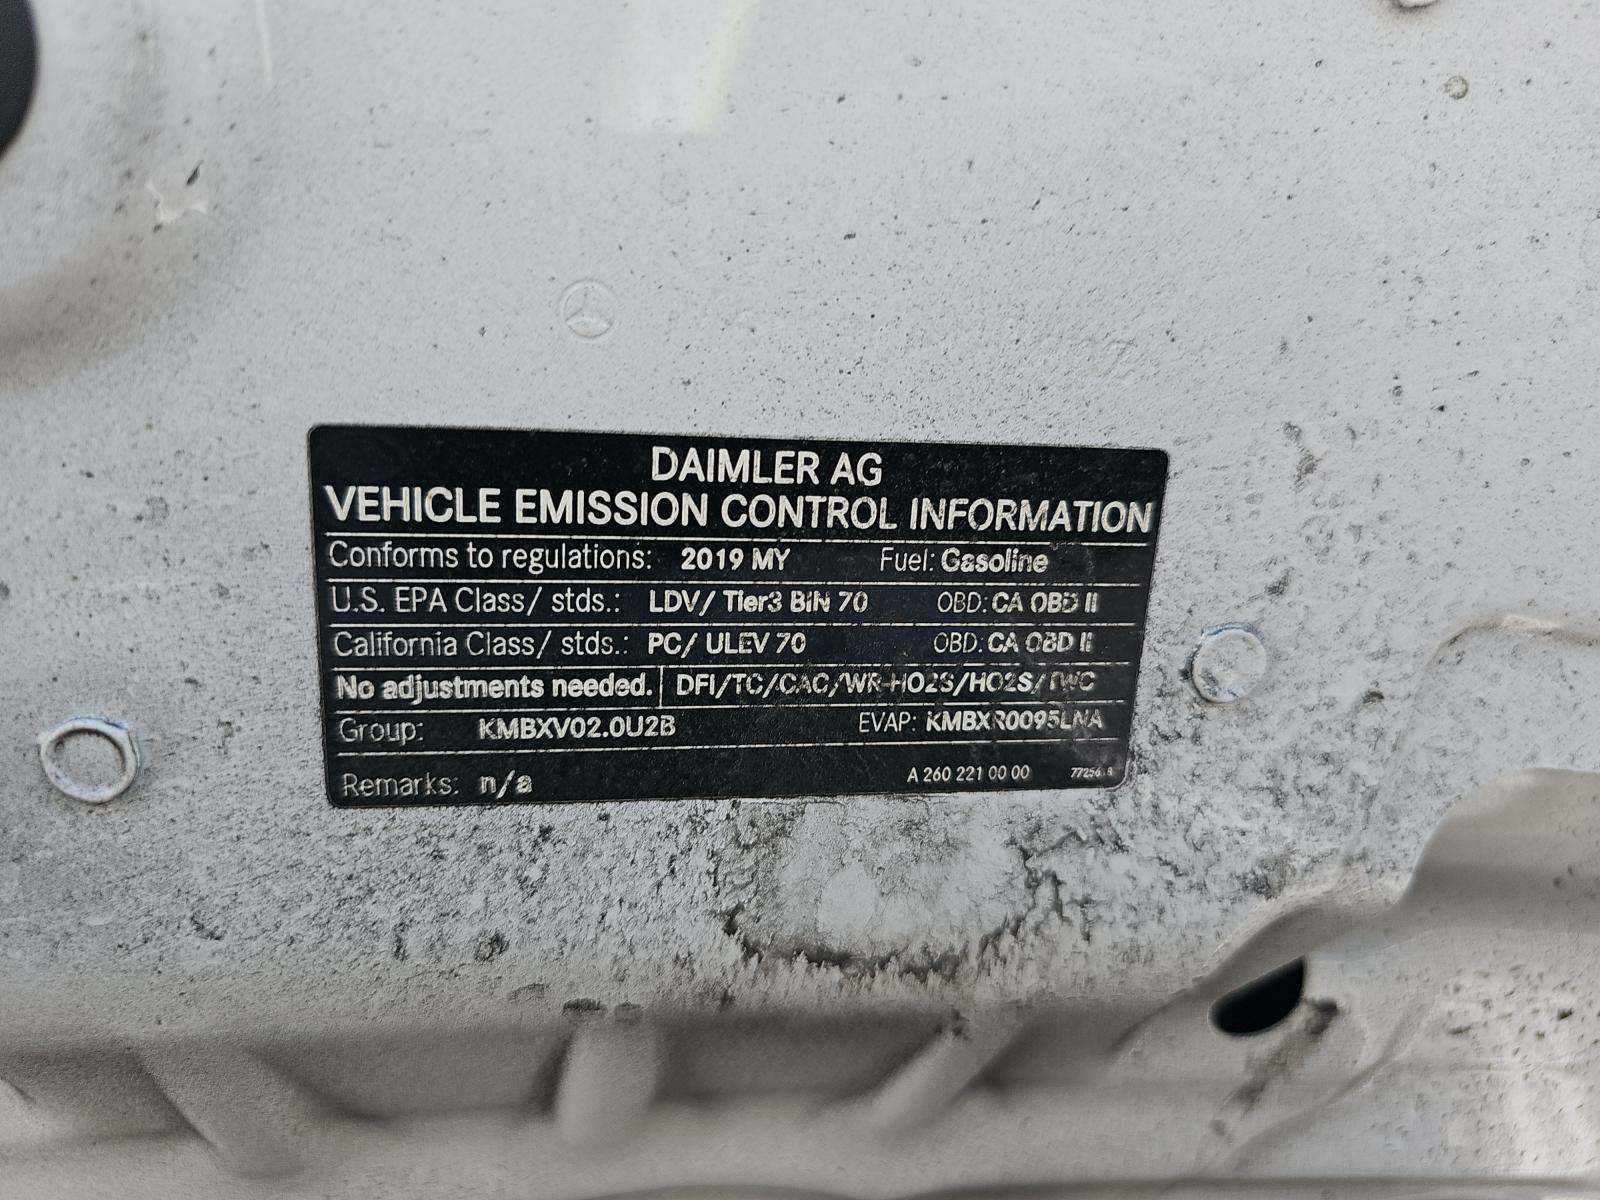 DAIMLER AG
VEHICLE EMISSION CONTROL INFORMATION
Conforms to regulations: 2019 MY Fuel: Gasoline
U.S. EPA Class/ stds.: LDV/ Tier3 BIN 70 OBD: CA OBD II
California Class/ stds.: PC/ ULEV 70 OBD: CA OBD II
No adjustments needed. DFI/TC/CAC/WR-HO2S/HO2S/TWC
Group: KMBXV02.0U2B EVAP: KMBXR0095LNA
Remarks: n/a A 260 221 00 00